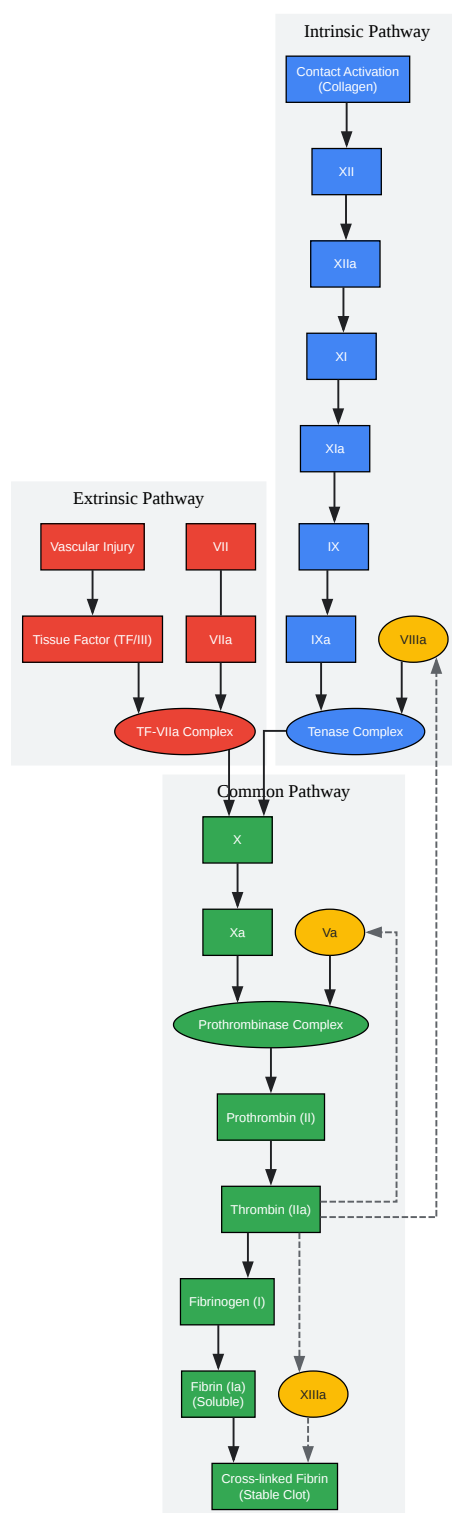 Intrinsic Pathway
Contact Activation
(Collagen)
XII
XIIa
XI
XIa
Extrinsic Pathway
Vascular Injury
VII
IX
Tissue Factor (TF/III)
VIIa
IXa
VIIIa
TF-VIIa Complex
Tenase Complex
Common Pathway
X
Xa
Va
Prothrombinase Complex
Prothrombin (II)
Thrombin (IIa)
Fibrinogen (I)
Fibrin (Ia)
(Soluble)
XIIIa
Cross-linked Fibrin
(Stable Clot)